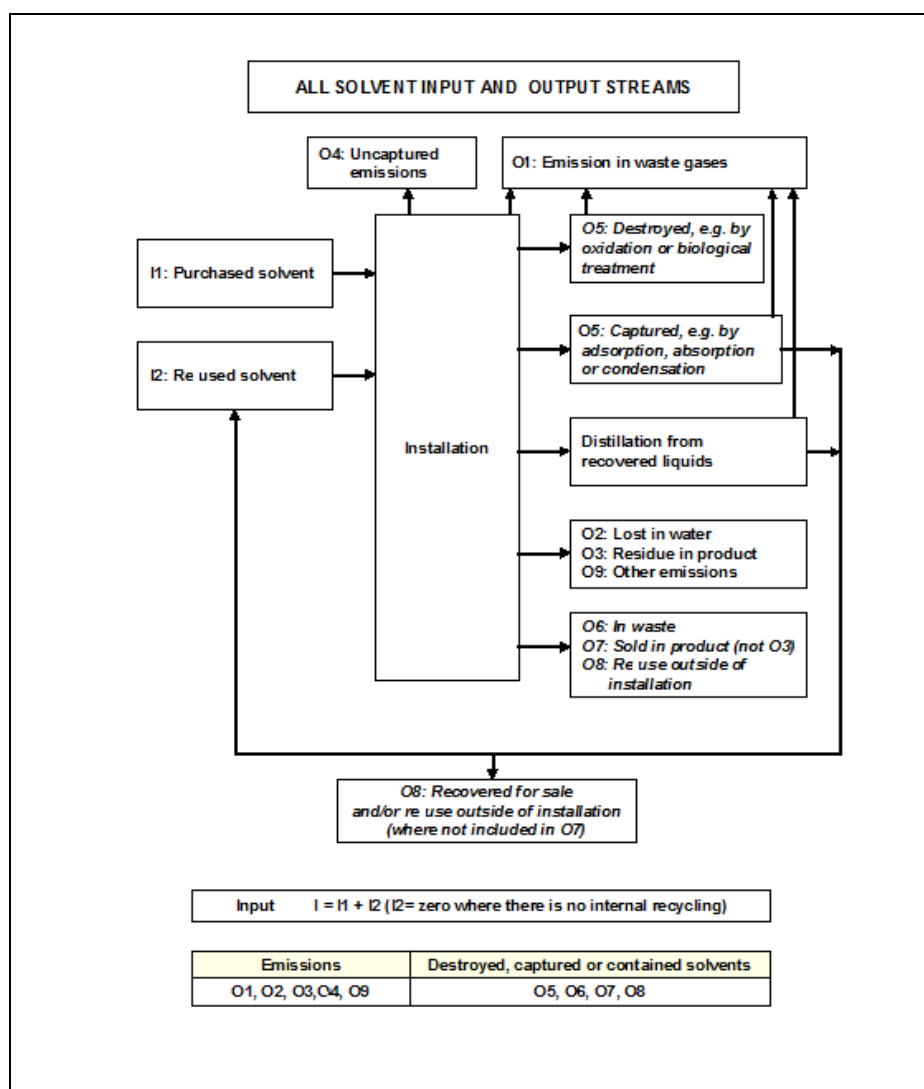 ALL SOLVENT INPUT AND OUTPUT STREAMS
O4: Uncaptured
emissions
O1: Emission in waste gases
O5: Destroyed, e.g. by
oxidation or biological
treatment
I1: Purchased solvent
O5: Captured, e.g. by
adsorption, absorption
or condensation
I2: Re used solvent
Installation
Distillation from
recovered liquids
O2: Lost in water
O3: Residue in product
O9: Other emissions
O6: In waste
O7: Sold in product (not O3)
O8: Re use outside of
installation
O8: Recovered for sale
and/or re use outside of installation
(where not included in O7)
Input I = I1 + I2 (I2= zero where there is no internal recycling)
Emissions Destroyed, captured or contained solvents
O1, O2, O3,O4, O9 O5, O6, O7, O8